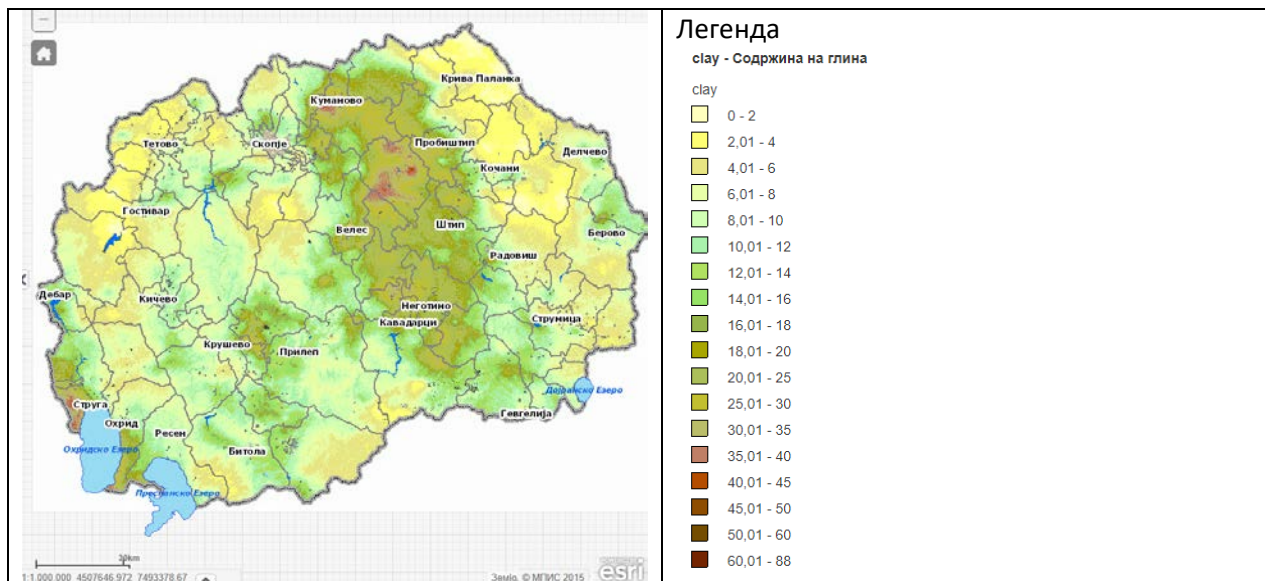 Крива Паланка
Куманово
Тетово
Скопје
Пробиштип
Делчево
Кочани
Гостивар
Велес
Штип
Берово
Радовиш
Дебар
Кичево
Неготино
Кавадарци
Струмица
Крушево
Прилеп
Дојранско Езеро
Струга
Гевгелија
Охрид
Ресен
Охридско Езеро
Битола
Преспанско Езеро
20km
1:1.000.000 4507646.972 7493378.67
Земјо, © МПИС 2015
esri
Легенда
clay - Содржина на глина
clay
0 - 2
2,01 - 4
4,01 - 6
6,01 - 8
8,01 - 10
10,01 - 12
12,01 - 14
14,01 - 16
16,01 - 18
18,01 - 20
20,01 - 25
25,01 - 30
30,01 - 35
35,01 - 40
40,01 - 45
45,01 - 50
50,01 - 60
60,01 - 88